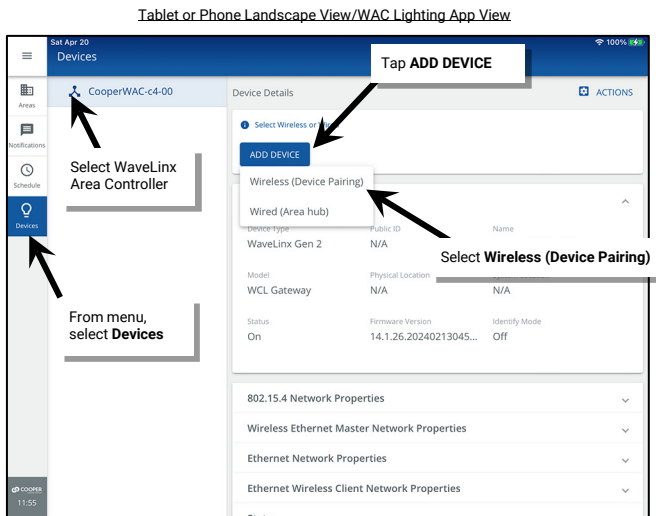 Tablet or Phone Landscape View/WAC Lighting App View
Sat Apr 20
100%
Devices
Tap ADD DEVICE
Areas
CooperWAC-c4-00
Device Details
ACTIONS
Notifications
Select Wireless or
ADD DEVICE
Schedule
Select WaveLinx
Area Controller
Wireless (Device Pairing)
Wired (Area hub)
Devices
Device Type
Public ID
Name
WaveLinx Gen 2
N/A
Select Wireless (Device Pairing)
Model
Physical Location
WCL Gateway
N/A
N/A
From menu,
select Devices
Status
Firmware Version
Identify Mode
On
14.1.26.20240213045...
Off
802.15.4 Network Properties
Wireless Ethernet Master Network Properties
Ethernet Network Properties
Ethernet Wireless Client Network Properties
COOPER
11:55